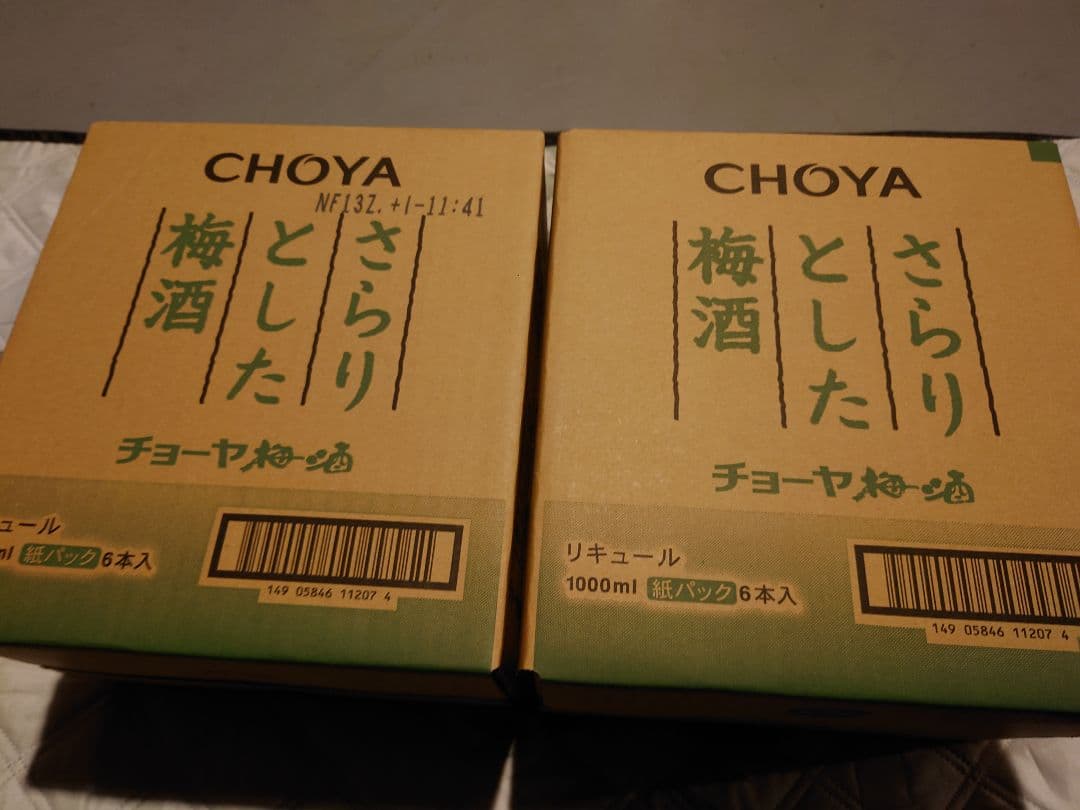 CHOYA
NF13Z.+1-11:41
さらり
とした
梅酒
チョーヤ梅酒
ュール
ml 紙パック 6本入
149 05846 11207 4
CHOYA
さらり
とした
梅酒
チョーヤ梅酒
リキュール
1000ml 紙パック 6本入
149 05846 11207 4